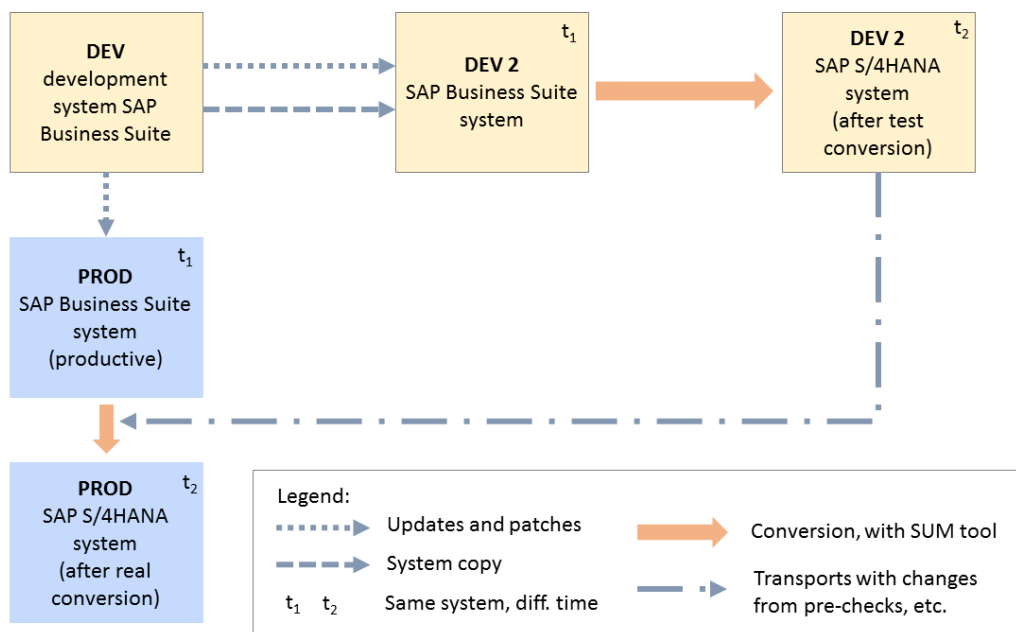 DEV
development
system SAP
Business Suite
t1
DEV 2
SAP Business Suite
system
t2
DEV 2
SAP S/4HANA
system
(after test
conversion)
t1
PROD
SAP Business Suite
system
(productive)
t2
PROD
SAP S/4HANA
system
(after real
conversion)
Legend:
Updates and patches
System copy
t1 t2 Same system, diff. time
Conversion, with SUM tool
Transports with changes
from pre-checks, etc.